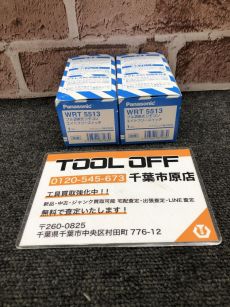 Panasonic
WRT 5513
Panasonic
WRT 5513
TOOL OFF
0120-545-673 千葉市原店
工具買取強化中！！
新品・中古・ジャンク買取可能 宅配査定・出張査定・LINE査定
無料で査定いたします！
〒260-0825
千葉県千葉市中央区村田町 776-12